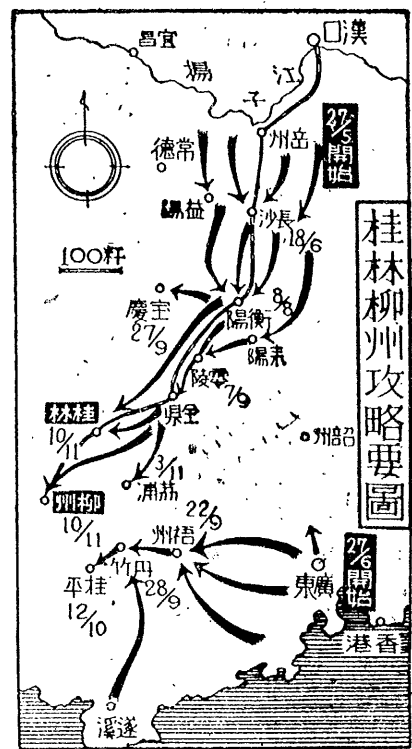 桂林柳州攻略要圖
漢口
宜昌
揚子江
27/5開始
岳州
常徳
益陽
長沙
18/6
100粁
衡陽
8/8
宝慶
27/9
耒陽
零陵
7/9
全県
桂林
10/11
韶州
3/11
茘浦
柳州
10/11
22/9
梧州
丹竹
28/9
桂平
12/10
廣東
27/6開始
香港
遂溪